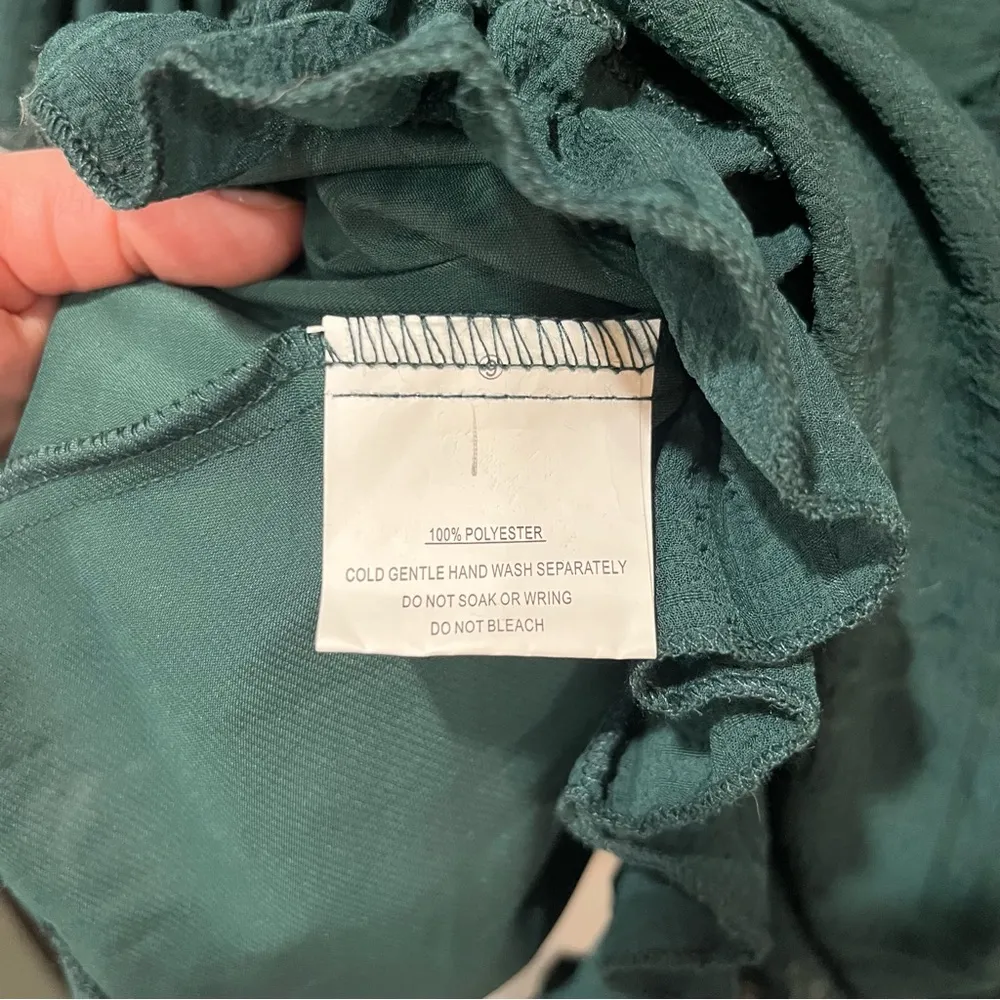 100% POLYESTER
COLD GENTLE HAND WASH SEPARATELY
DO NOT SOAK OR WRING
DO NOT BLEACH